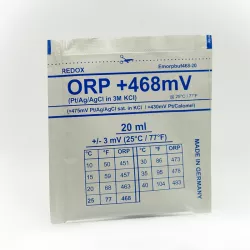 REDOX
ORP +468mV
(Pt/Ag/AgCl in 3M KCl) @ 25°C / 77°F
(+475mV Pt/Ag/AgCl sat. in KCl / +430mV Pt/Calomel)
20 ml
+/- 3 mV (25°C / 77°F)
°C °F ORP °C °F ORP
10 50 451 30 86 473
15 59 457 35 95
20 68 463 40 104
25 77 468
MADE IN GERMANY